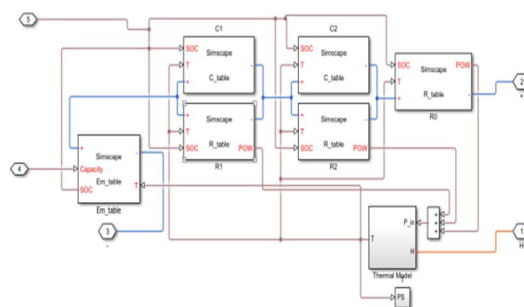 5
C1
C2
SOC
Simscape
T
C_table
+
-
SOC
Simscape
T
C_table
+
-
SOC
Simscape
POW
T
R_table
+
-
R0
2
+
+
Simscape
-
T
R_table
SOC
POW
R1
+
Simscape
-
T
R_table
SOC
POW
R2
+
Simscape
-
Capacity
Em_table
SOC
T
Em_table
4
3
-
P_in
T
H
Thermal Model
+
+
+
1
H
PS